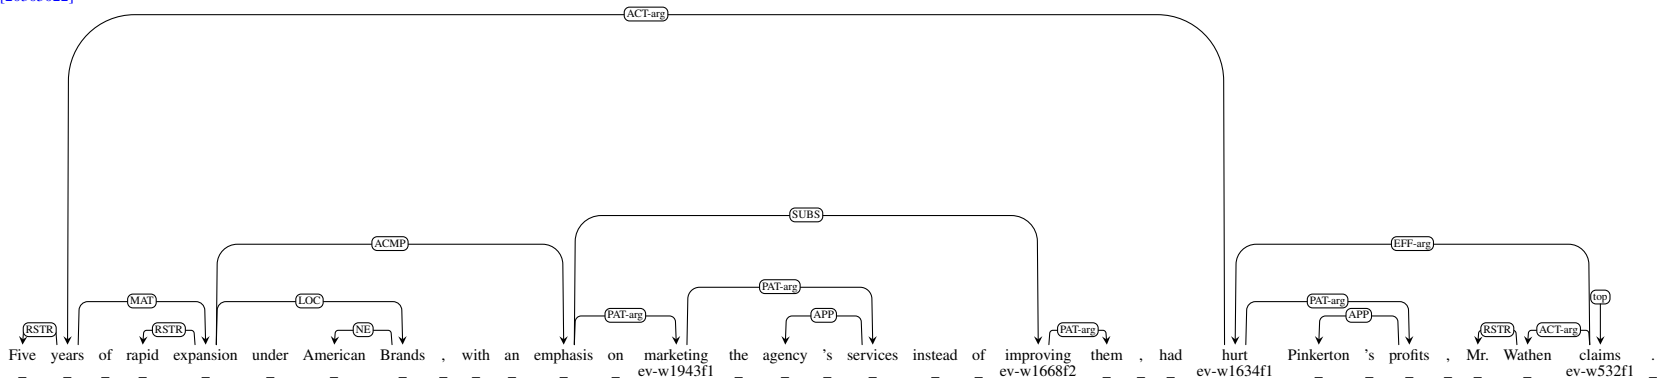 ACT-arg
SUBS
ACMP EFF-arg
PAT-arg
MAT LOC PAT-arg top
PAT-arg APP APP
RSTR RSTR NE PAT-arg RSTR ACT-arg
Five years of rapid expansion under American Brands , with an emphasis on marketing the agency 's services instead of improving them , had hurt Pinkerton 's profits , Mr. Wathen claims .
_ _ _ _ _ _ _ _ _ _ _ _ _ ev-w1943f1 _ _ _ _ _ _ ev-w1668f2 _ _ _ ev-w1634f1 _ _ _ _ _ _ ev-w532f1 _